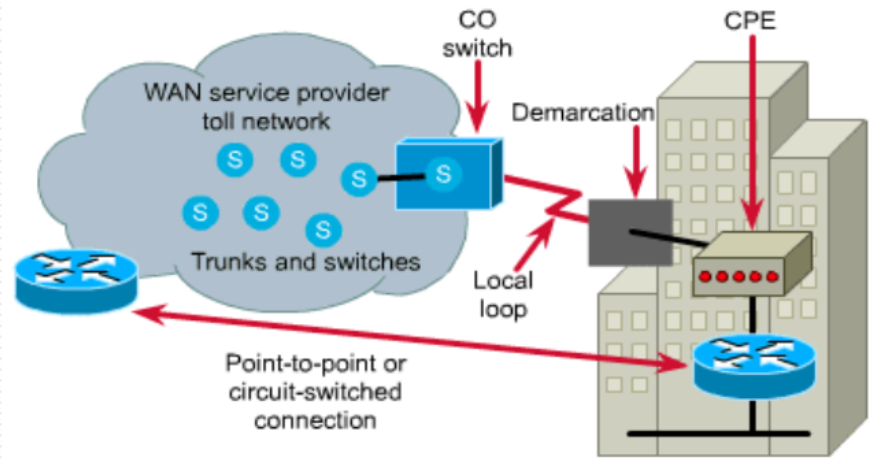 CO
switch
CPE
WAN service provider
toll network
Demarcation
S S
S S
S S S
Trunks and switches
Local
loop
Point-to-point or
circuit-switched
connection